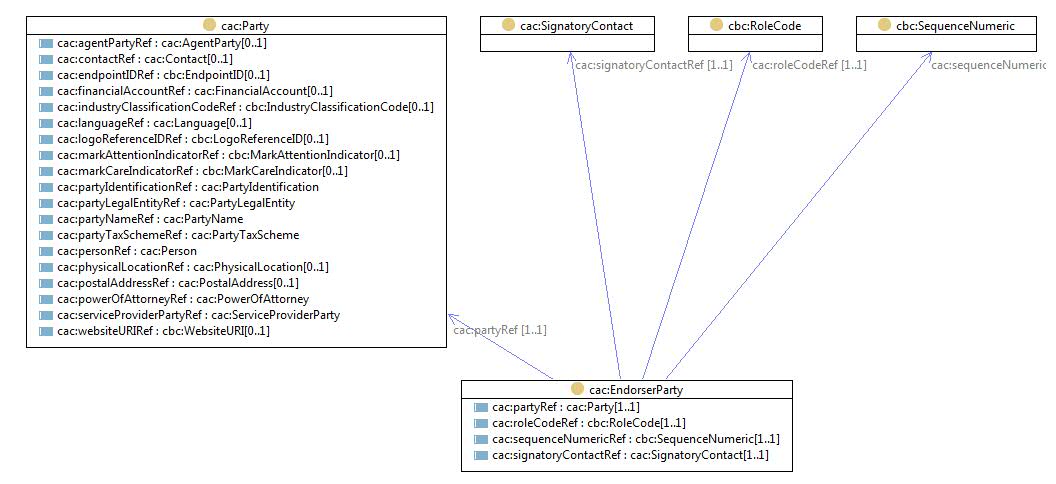 cac:Party
cac:agentPartyRef : cac:AgentParty[0..1]
cac:contactRef : cac:Contact[0..1]
cac:endpointIDRef : cbc:EndpointID[0..1]
cac:financialAccountRef : cac:FinancialAccount[0..1]
cac:industryClassificationCodeRef : cbc:IndustryClassificationCode[0..1]
cac:languageRef : cac:Language[0..1]
cac:logoReferenceIDRef : cbc:LogoReferenceID[0..1]
cac:markAttentionIndicatorRef : cbc:MarkAttentionIndicator[0..1]
cac:markCareIndicatorRef : cbc:MarkCareIndicator[0..1]
cac:partyIdentificationRef : cac:PartyIdentification
cac:partyLegalEntityRef : cac:PartyLegalEntity
cac:partyNameRef : cac:PartyName
cac:partyTaxSchemeRef : cac:PartyTaxScheme
cac:personRef : cac:Person
cac:physicalLocationRef : cac:PhysicalLocation[0..1]
cac:postalAddressRef : cac:PostalAddress[0..1]
cac:powerOfAttorneyRef : cac:PowerOfAttorney
cac:serviceProviderPartyRef : cac:ServiceProviderParty
cac:websiteURIRef : cbc:WebsiteURI[0..1]
cac:SignatoryContact
cbc:RoleCode
cbc:SequenceNumeric
cac:signatoryContactRef [1..1]
cac:roleCodeRef [1..1]
cac:sequenceNumeric
cac:partyRef [1..1]
cac:EndorserParty
cac:partyRef : cac:Party[1..1]
cac:roleCodeRef : cbc:RoleCode[1..1]
cac:sequenceNumericRef : cbc:SequenceNumeric[1..1]
cac:signatoryContactRef : cac:SignatoryContact[1..1]